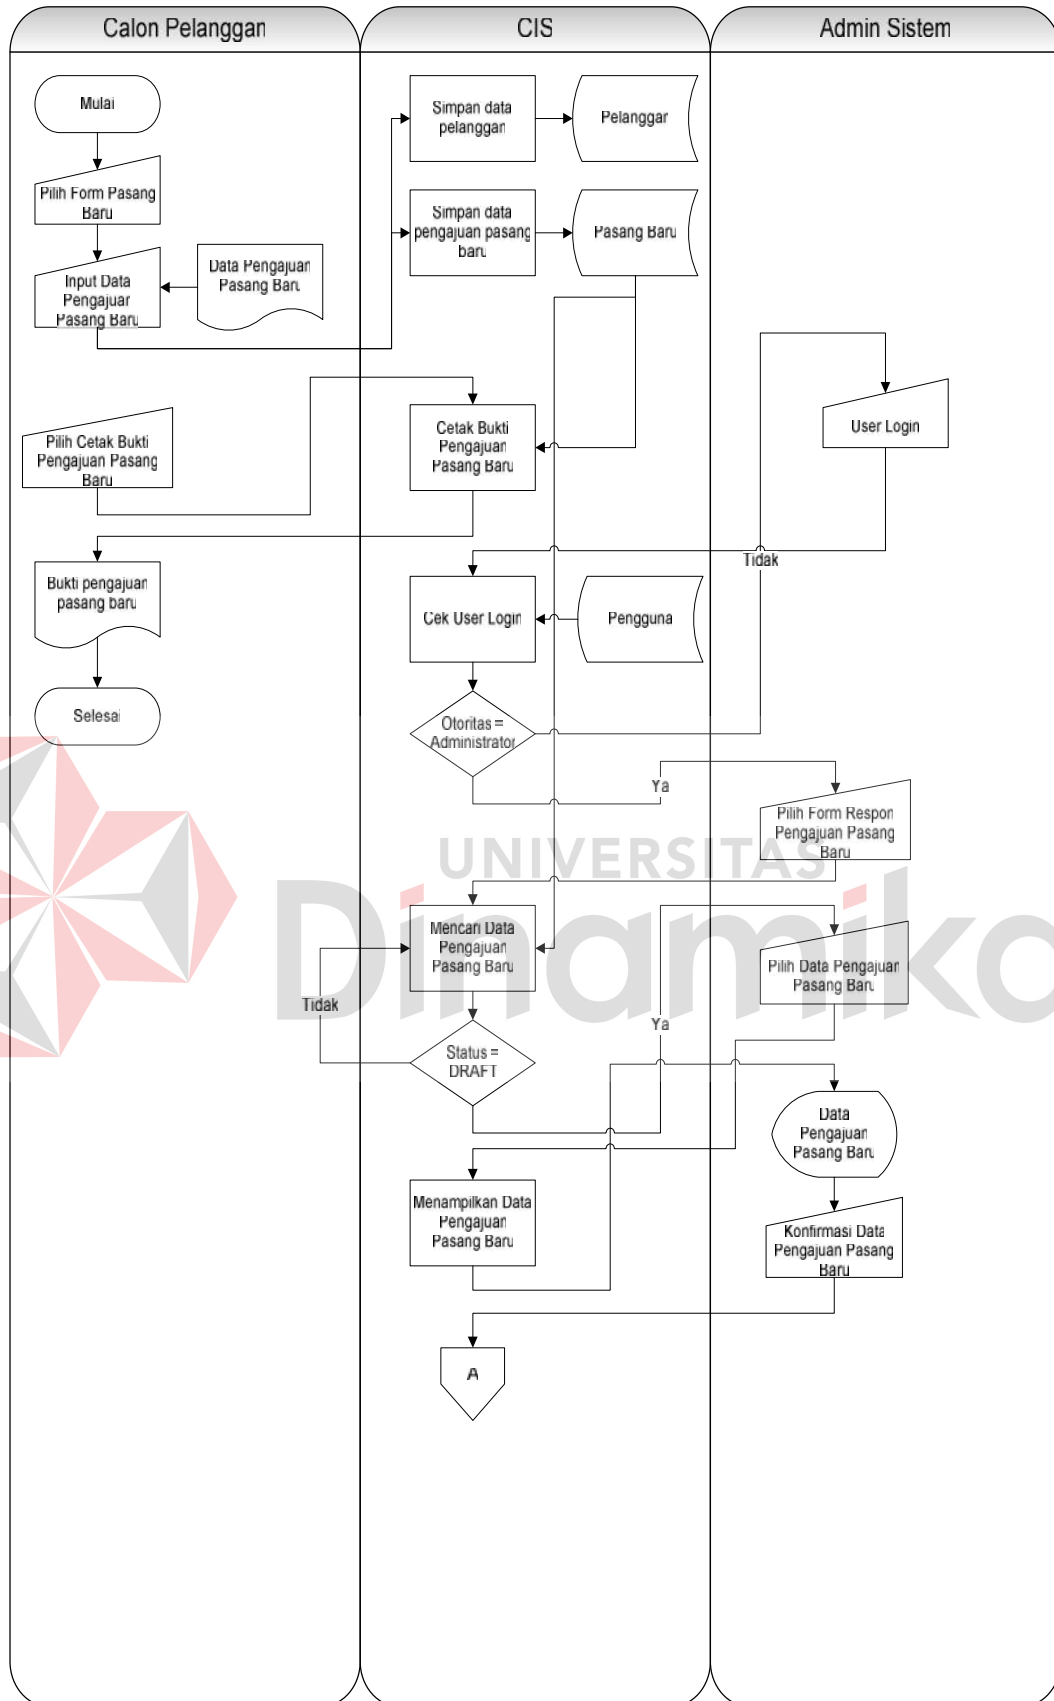 Calon Pelanggan
CIS
Admin Sistem
Mulai
Simpan data
pelanggan
Pelanggar
Pilih Form Pasang
Baru
Simpan data
pengajuan pasang
baru
Pasang Baru
Data Pengajuan
Pasang Baru
Input Data
Pengajuar
Pasang Baru
Cetak Bukti
Pengajuan
Pasang Baru
User Login
Pilih Cetak Bukti
Pengajuan Pasang
Baru
Tidak
Bukti pengajuan
pasang baru
Cek User Login
Pengguna
Selesai
Otoritas =
Administrator
Ya
Pilih Form Respon
Pengajuan Pasang
Baru
UNIVERSITAS
Dinamika
Mencari Data
Pengajuan
Pasang Baru
Pilih Data Pengajuan
Pasang Baru
Tidak
Ya
Status =
DRAFT
Data
Pengajuan
Pasang Baru
Menampilkan Data
Pengajuan
Pasang Baru
Konfirmasi Data
Pengajuan Pasang
Baru
A